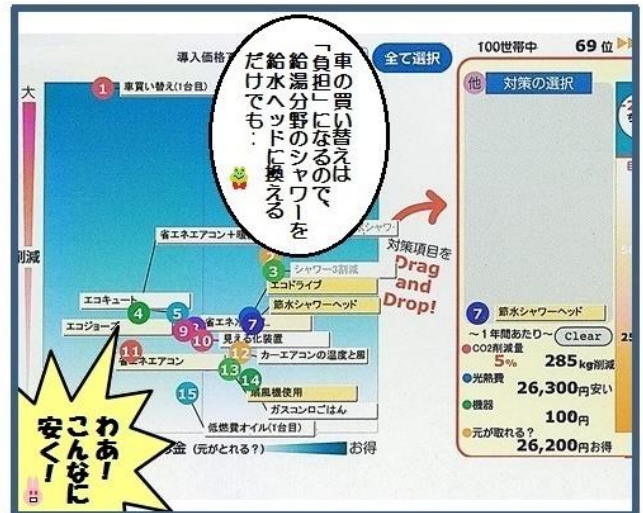 導入価格
全て選択
100世帯中 69 位
大
削減
1 車買い替え(1台目)
車の買い替えは
「負担」になるので、
給湯分野のシャワーを
給水ヘッドに換える
だけでも・・
他 対策の選択
省エネエアコン+暖
水シャワ
対策項目を
Drag
and
Drop!
3 シャワー3割減
エコドライブ
エコキュート
4
5
7 節水シャワーヘッド
エコジョーズ
9
省エネ冷
10 見える化装置
11
省エネエアコン
12 カーエアコンの温度と風
13
14
扇風機使用
ガスコンロごはん
15
低燃費オイル(1台目)
金 (元がとれる?)
お得
7 節水シャワーヘッド
~1年間あたり~ Clear
CO2削減量
5% 285kg削減
光熱費
26,300円安い
機器
100円
元が取れる?
26,200円お得
わあ!
こんなに
安く!